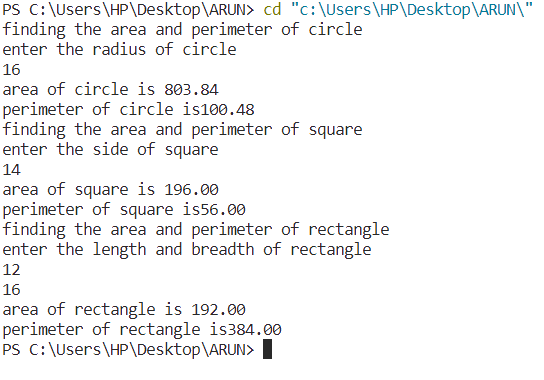 PS C:\Users\HP\Desktop\ARUN> cd "c:\Users\HP\Desktop\ARUN\"
finding the area and perimeter of circle
enter the radius of circle
16
area of circle is 803.84
perimeter of circle is100.48
finding the area and perimeter of square
enter the side of square
14
area of square is 196.00
perimeter of square is56.00
finding the area and perimeter of rectangle
enter the length and breadth of rectangle
12
16
area of rectangle is 192.00
perimeter of rectangle is384.00
PS C:\Users\HP\Desktop\ARUN>